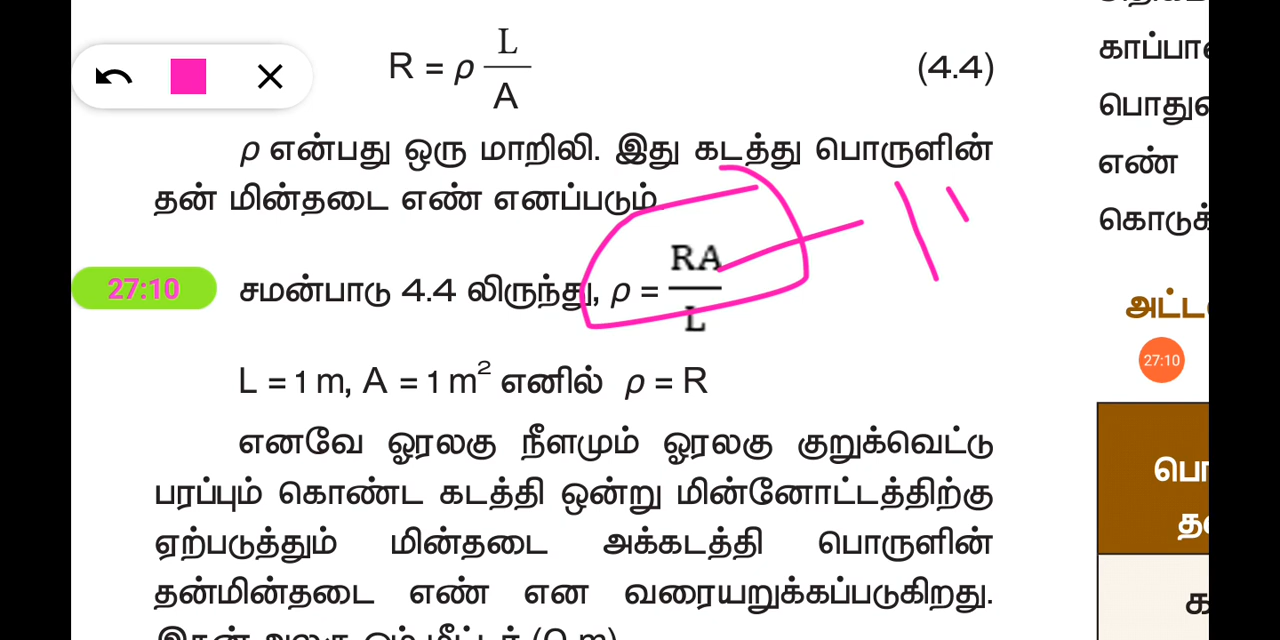 R = ρ L/A (4.4)
ρ என்பது ஒரு மாறிலி. இது கடத்து பொருளின்
தன் மின்தடை எண் எனப்படும்.
27:10
சமன்பாடு 4.4 லிருந்து, ρ = RA/L
L = 1 m, A = 1 m² எனில் ρ = R
எனவே ஓரலகு நீளமும் ஓரலகு குறுக்வெட்டு
பரப்பும் கொண்ட கடத்தி ஒன்று மின்னோட்டத்திற்கு
ஏற்படுத்தும் மின்தடை அக்கடத்தி பொருளின்
தன்மின்தடை எண் என வரையறுக்கப்படுகிறது.
எண்
27:10